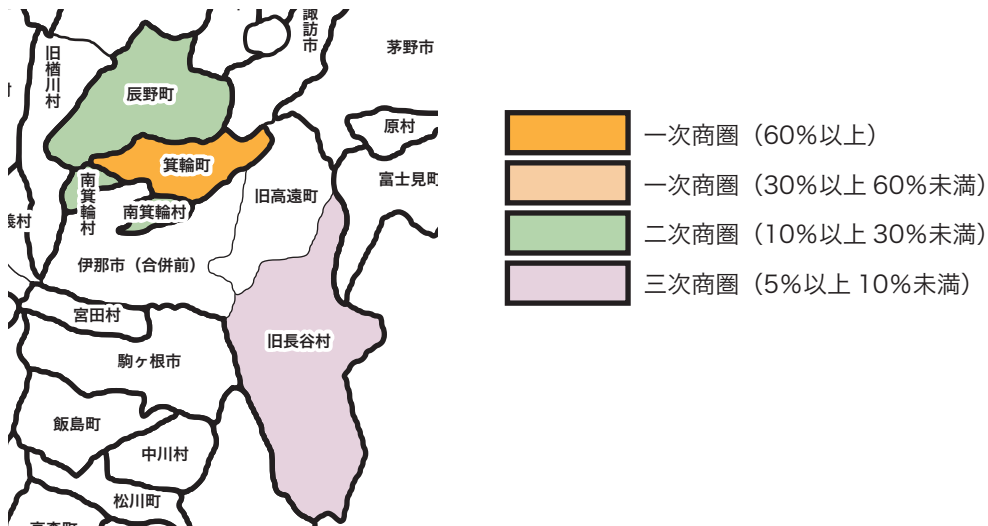 諏訪市
茅野市
旧楢川村
辰野町
原村
箕輪町
富士見町
南箕輪村
旧高遠町
南箕輪村
伊那市（合併前）
宮田村
旧長谷村
駒ヶ根市
飯島町
中川村
松川町
一次商圏（60%以上）
一次商圏（30%以上 60%未満）
二次商圏（10%以上 30%未満）
三次商圏（5%以上 10%未満）